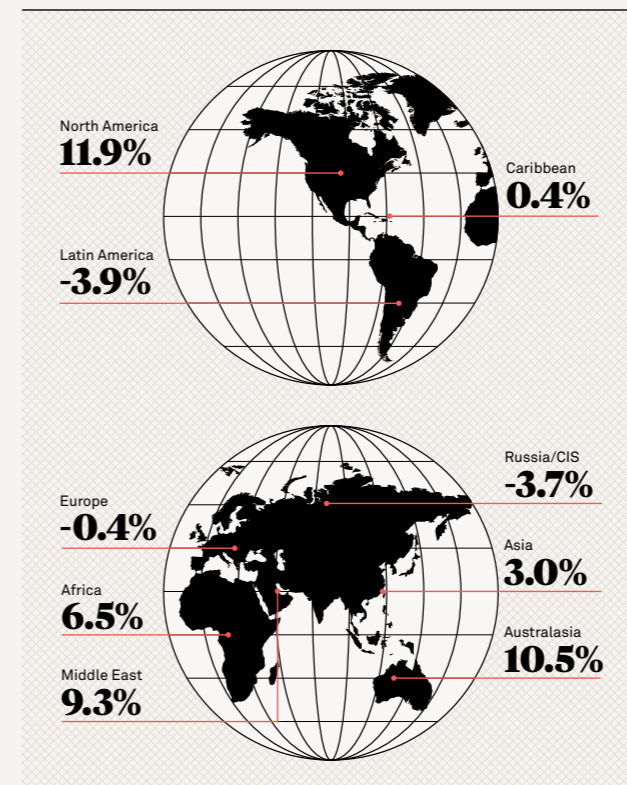 North America
11.9%
Caribbean
0.4%
Latin America
-3.9%
Russia/CIS
-3.7%
Europe
-0.4%
Asia
3.0%
Africa
6.5%
Australasia
10.5%
Middle East
9.3%